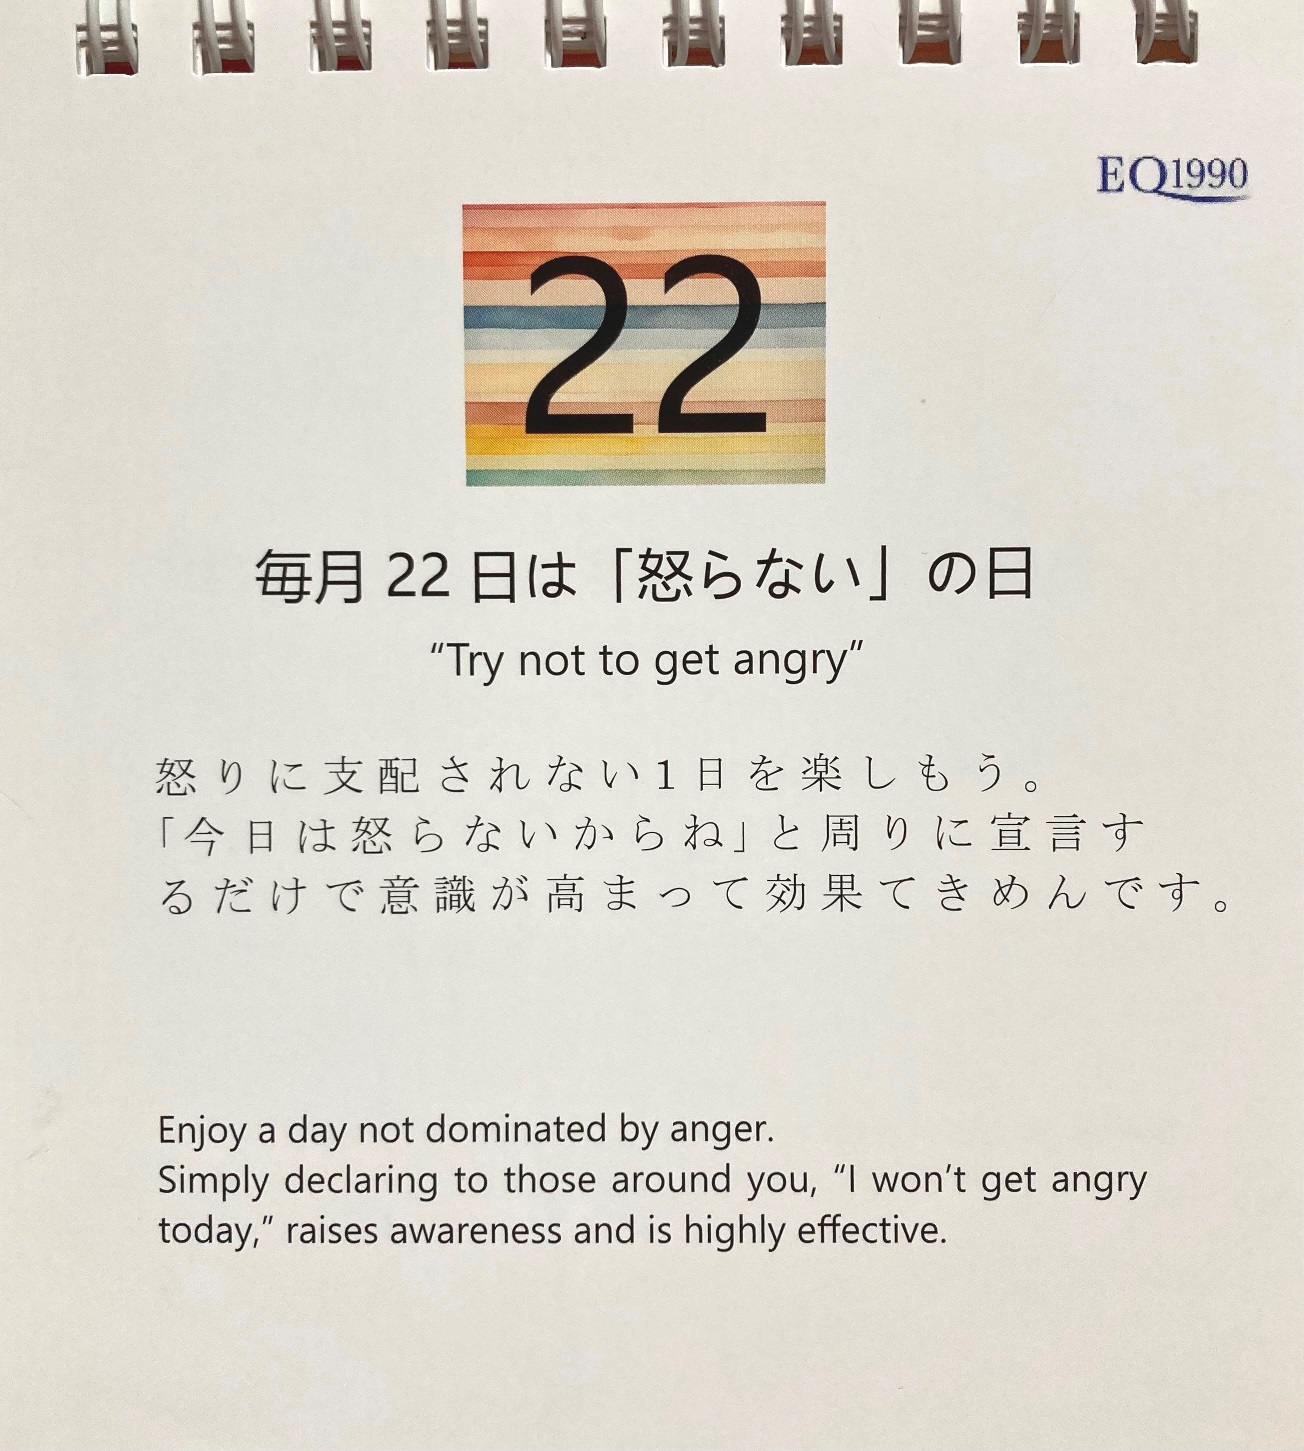 EQ1990
22
毎月 22 日は「怒らない」の日
“Try not to get angry”
怒りに支配されない1日を楽しもう。
「今日は怒らないからね」と周りに宣言す
るだけで意識が高まって効果てきめんです。
Enjoy a day not dominated by anger.
Simply declaring to those around you, “I won’t get angry
today,” raises awareness and is highly effective.